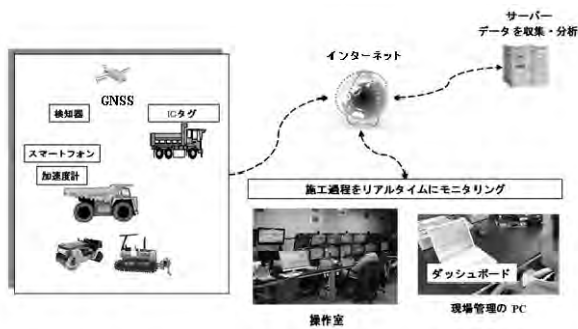 サーバー
データを収集・分析
インターネット
GNSS
検知器
ICタグ
スマートフォン
加速度計
施工過程をリアルタイムにモニタリング
ダッシュボード
操作室
現場管理の PC